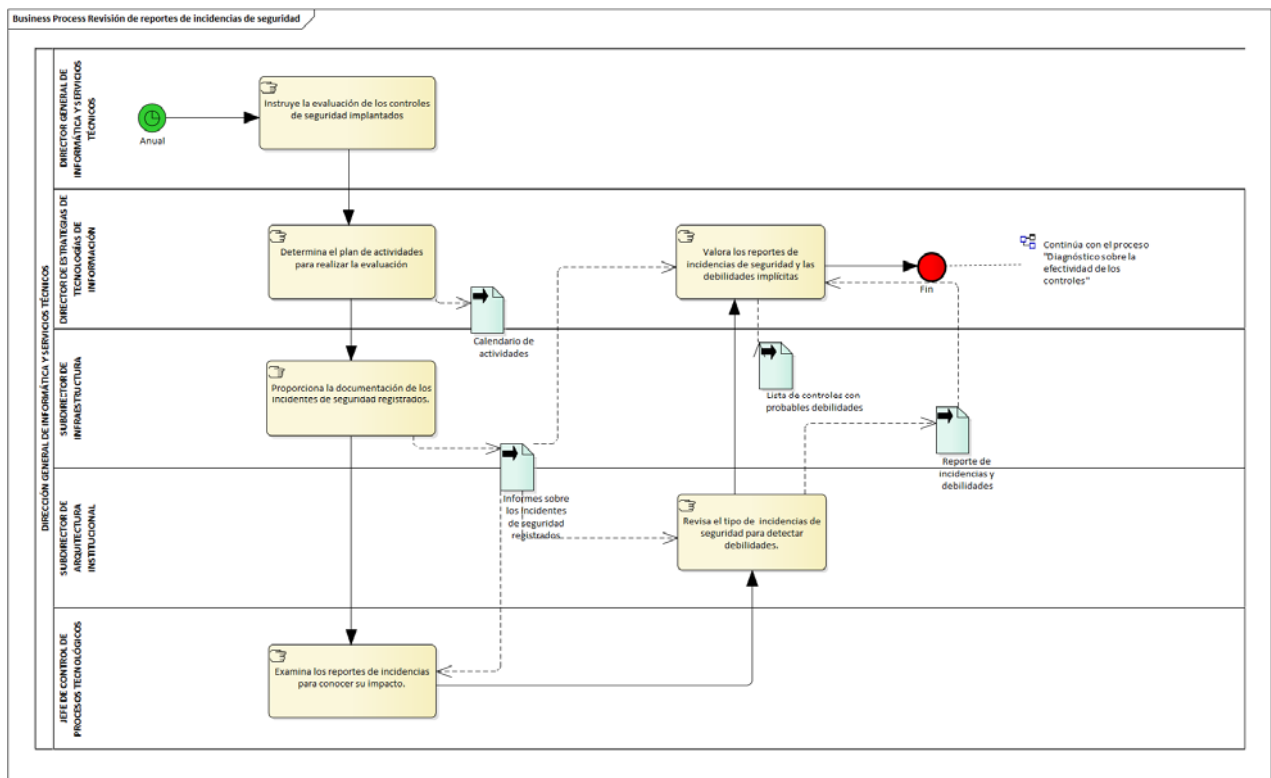 Business Process Revisión de reportes de incidencias de seguridad
DIRECCIÓN GENERAL DE INFORMÁTICA Y SERVICIOS TÉCNICOS
DIRECTOR GENERAL DE
INFORMÁTICA Y SERVICIOS
TÉCNICOS
Anual
Instruye la evaluación de los controles
de seguridad implantados
DIRECTOR DE ESTRATEGIAS DE
TECNOLOGÍAS DE
INFORMACIÓN
Determina el plan de actividades
para realizar la evaluación
Calendario de
actividades
Valora los reportes de
incidencias de seguridad y las
debilidades implícitas
Fin
Continúa con el proceso
"Diagnóstico sobre la
efectividad de los
controles"
SUBDIRECTOR DE
INFRAESTRUCTURA
Proporciona la documentación de los
incidentes de seguridad registrados.
Lista de controles con
probables debilidades
Reporte de
incidencias y
debilidades
Informes sobre
los incidentes
de seguridad
registrados
SUBDIRECTOR DE
ARQUITECTURA
INSTITUCIONAL
Revisa el tipo de incidencias de
seguridad para detectar
debilidades.
JEFE DE CONTROL DE
PROCESOS TECNOLÓGICOS
Examina los reportes de incidencias
para conocer su impacto.